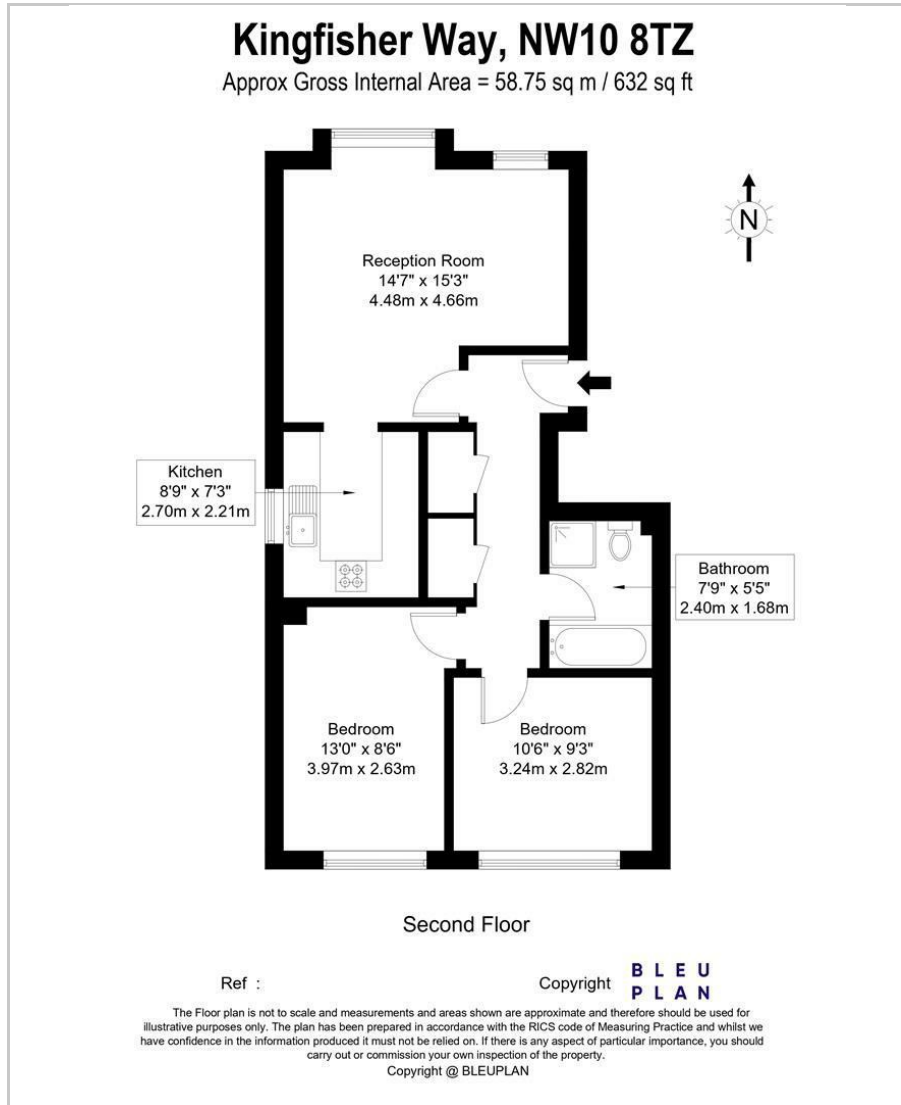 Kingfisher Way, NW10 8TZ
Approx Gross Internal Area = 58.75 sq m / 632 sq ft
N
Reception Room
14'7" x 15'3"
4.48m x 4.66m
Kitchen
8'9" x 7'3"
2.70m x 2.21m
Bathroom
7'9" x 5'5"
2.40m x 1.68m
Bedroom
13'0" x 8'6"
3.97m x 2.63m
Bedroom
10'6" x 9'3"
3.24m x 2.82m
Second Floor
Ref :
Copyright
BLEU
PLAN
The Floor plan is not to scale and measurements and areas shown are approximate and therefore should be used for
illustrative purposes only. The plan has been prepared in accordance with the RICS code of Measuring Practice and whilst we
have confidence in the information produced it must not be relied on. If there is any aspect of particular importance, you should
carry out or commission your own inspection of the property.
Copyright @ BLEUPLAN